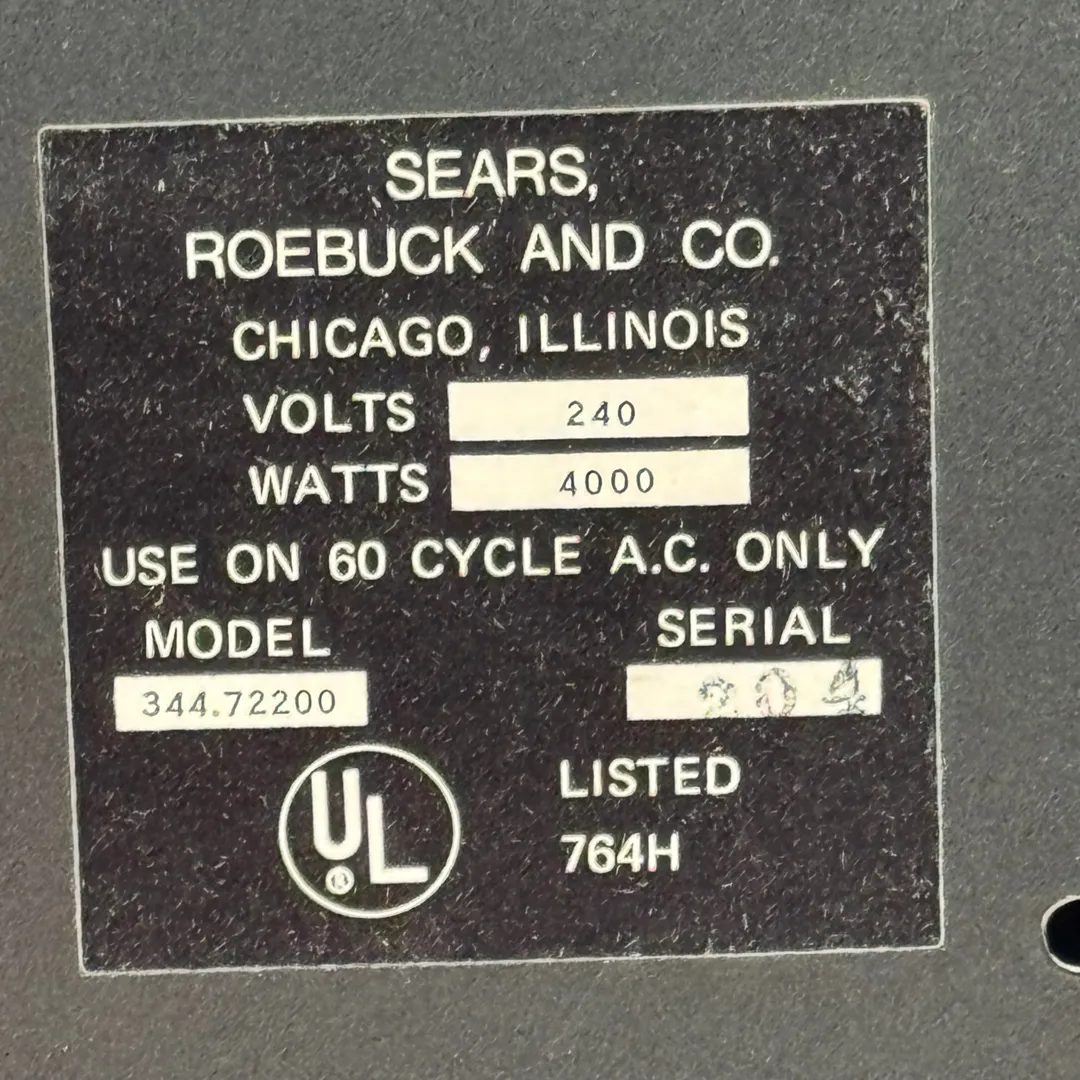 SEARS,
ROEBUCK AND CO.
CHICAGO, ILLINOIS
VOLTS 240
WATTS 4000
USE ON 60 CYCLE A.C. ONLY
MODEL SERIAL
344.72200 204
UL ® LISTED
764H